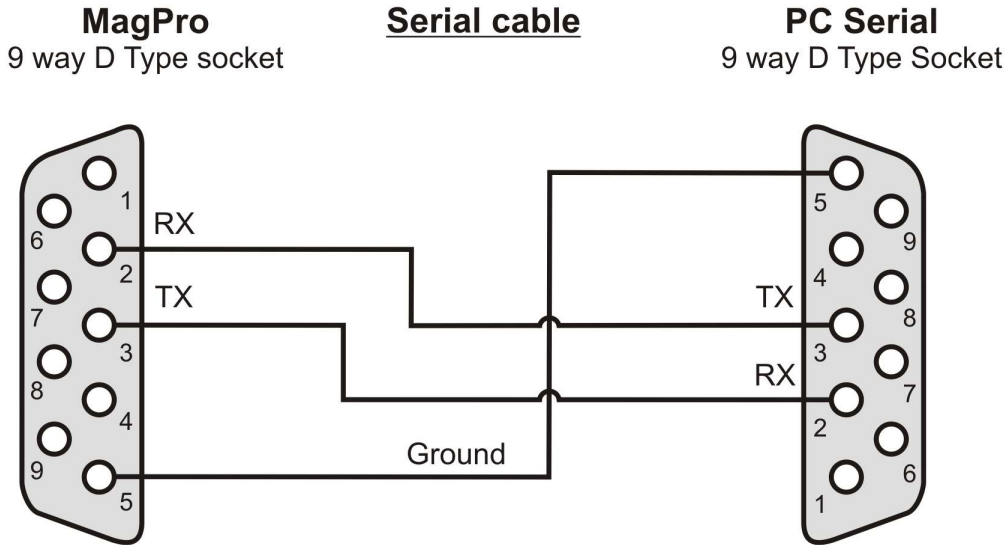 MagPro
9 way D Type socket
Serial cable
PC Serial
9 way D Type Socket
1
6
RX
2
7
TX
3
8
4
9
5
Ground
5
9
4
TX
8
3
RX
7
2
6
1